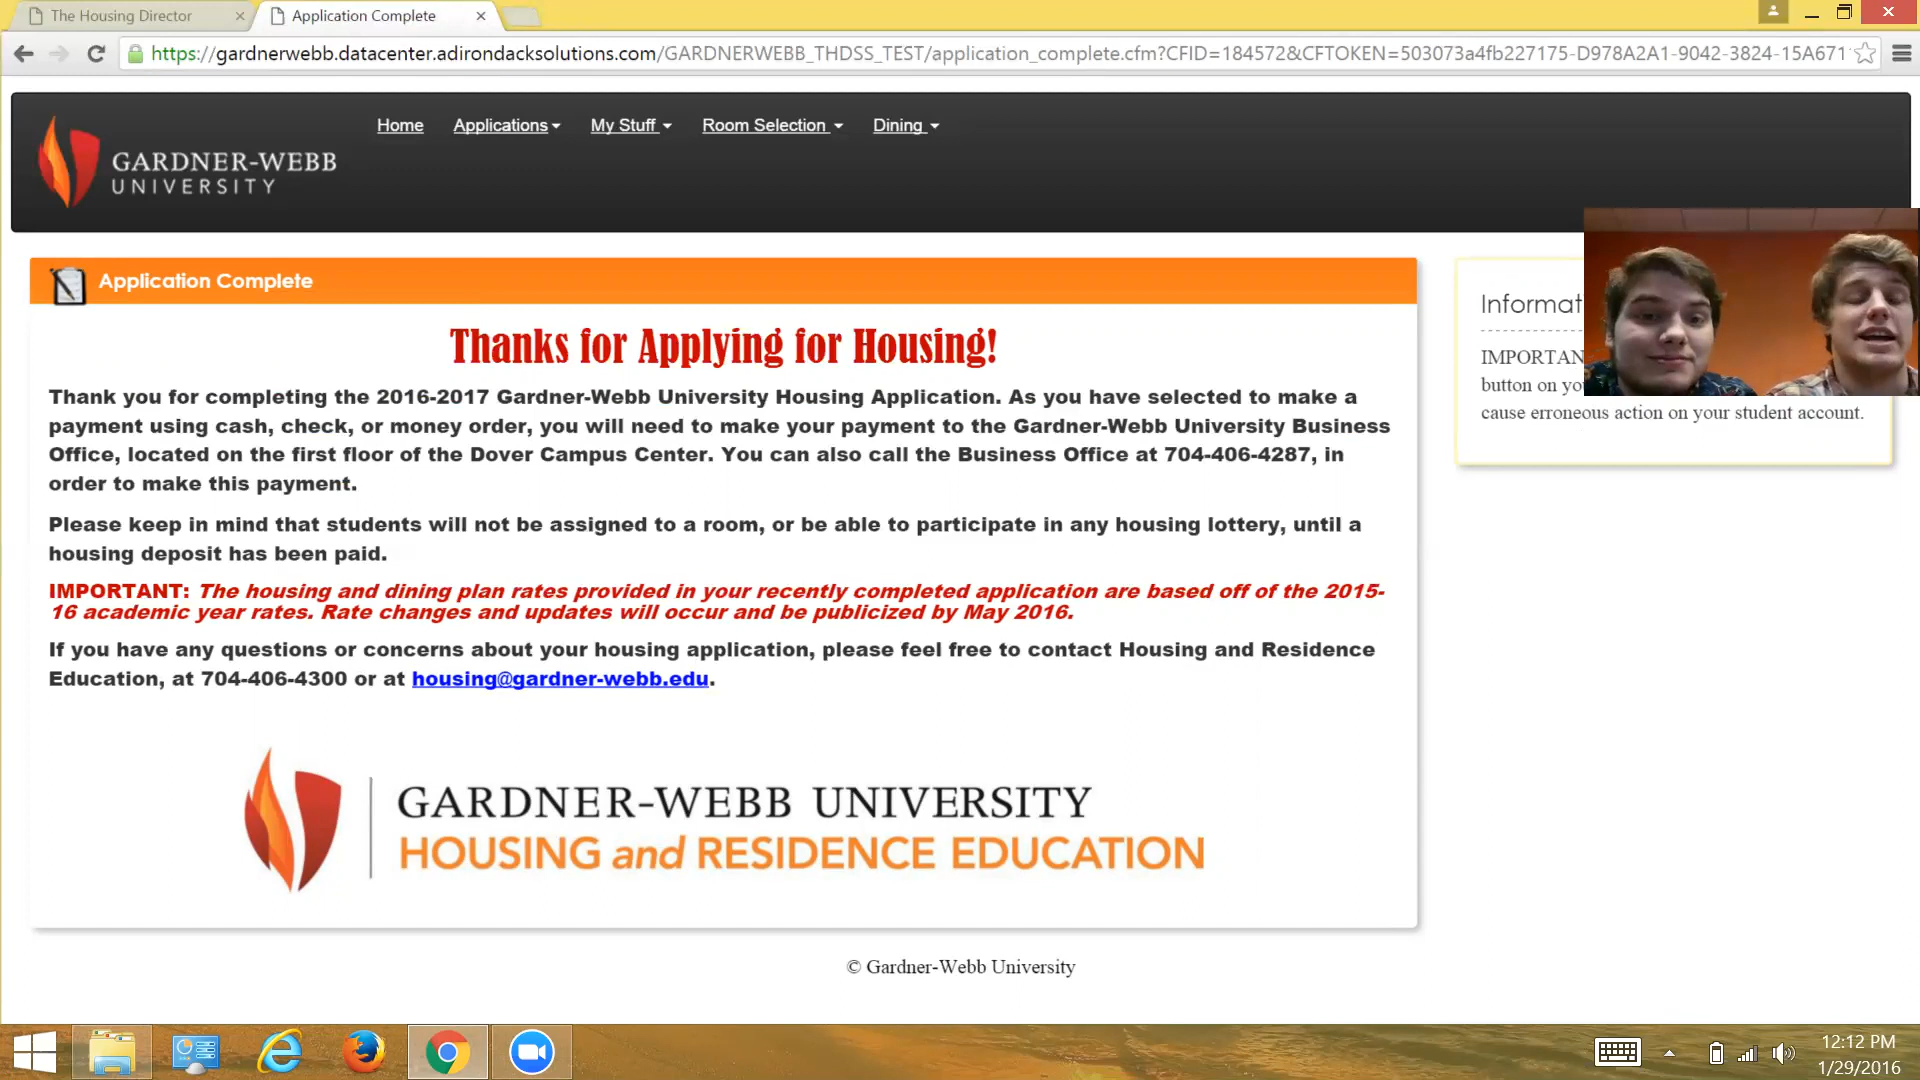 The Housing Director
Application Complete
https://gardnerwebb.datacenter.adirondacksolutions.com/GARDNERWEBB_THDSS_TEST/application_complete.cfm?CFID=184572&CFTOKEN=503073a4fb227175-D978A2A1-9042-3824-15A671
Home Applications My Stuff Room Selection Dining
GARDNER-WEBB
UNIVERSITY
Application Complete
Thanks for Applying for Housing!
Thank you for completing the 2016-2017 Gardner-Webb University Housing Application. As you have selected to make a
payment using cash, check, or money order, you will need to make your payment to the Gardner-Webb University Business
Office, located on the first floor of the Dover Campus Center. You can also call the Business Office at 704-406-4287, in
order to make this payment.
Please keep in mind that students will not be assigned to a room, or be able to participate in any housing lottery, until a
housing deposit has been paid.
IMPORTANT: The housing and dining plan rates provided in your recently completed application are based off of the 2015-
16 academic year rates. Rate changes and updates will occur and be publicized by May 2016.
If you have any questions or concerns about your housing application, please feel free to contact Housing and Residence
Education, at 704-406-4300 or at housing@gardner-webb.edu.
GARDNER-WEBB UNIVERSITY
HOUSING and RESIDENCE EDUCATION
button on
cause erroneous action on your student account.
© Gardner-Webb University
12:12 PM
1/29/2016